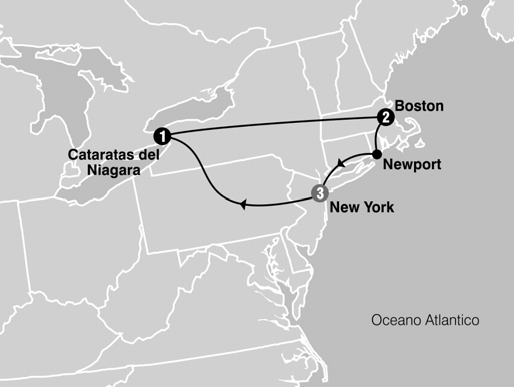 1
2
Boston
Cataratas del
Niagara
Newport
3
New York
Oceano Atlantico